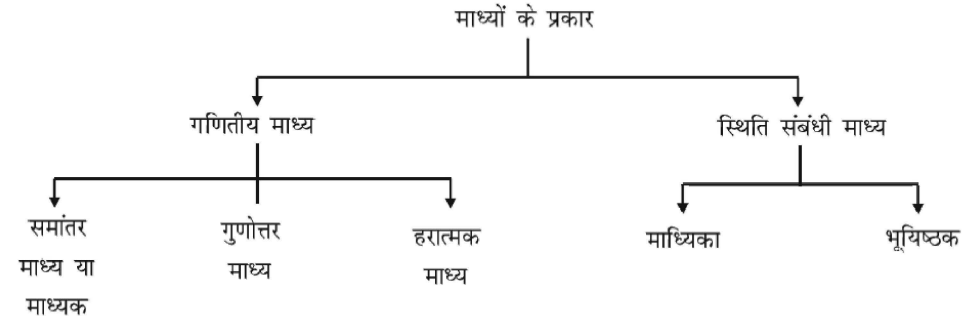 माध्यों के प्रकार
गणितीय माध्य
स्थिति संबंधी माध्य
समांतर
माध्य या
माध्यक
गुणोत्तर
माध्य
हरात्मक
माध्य
माध्यिका
भूयिष्ठक